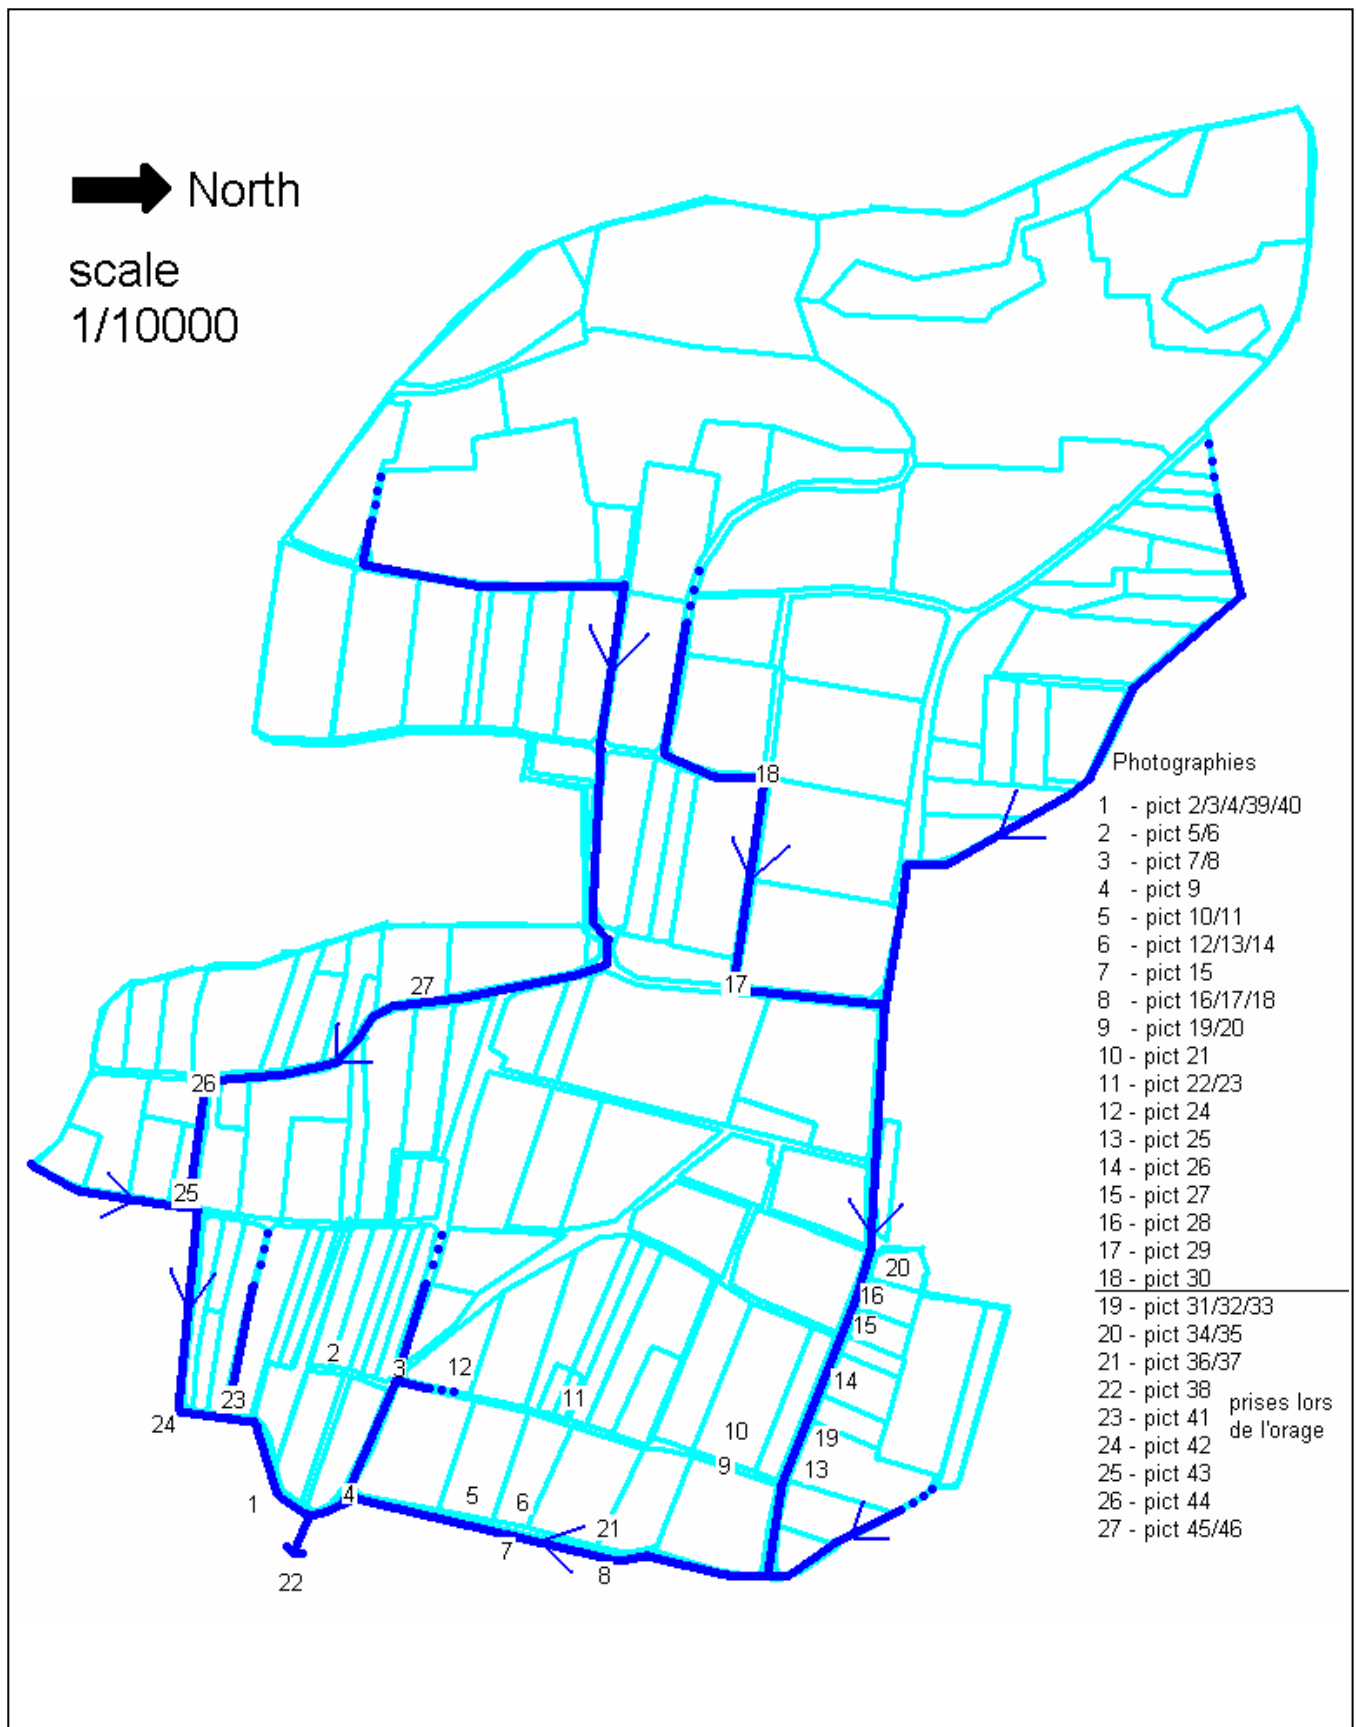 North
scale
1/10000
18
Photographies
1 - pict 2/3/4/39/40
2 - pict 5/6
3 - pict 7/8
4 - pict 9
5 - pict 10/11
6 - pict 12/13/14
7 - pict 15
8 - pict 16/17/18
9 - pict 19/20
10 - pict 21
11 - pict 22/23
12 - pict 24
13 - pict 25
14 - pict 26
15 - pict 27
16 - pict 28
17 - pict 29
18 - pict 30
19 - pict 31/32/33
20 - pict 34/35
21 - pict 36/37
22 - pict 38
23 - pict 41
24 - pict 42
25 - pict 43
26 - pict 44
27 - pict 45/46
prises lors
de l'orage
27
17
26
25
20
16
15
2
3
12
14
23
11
24
10
19
9
13
1
4
5
6
21
7
8
22